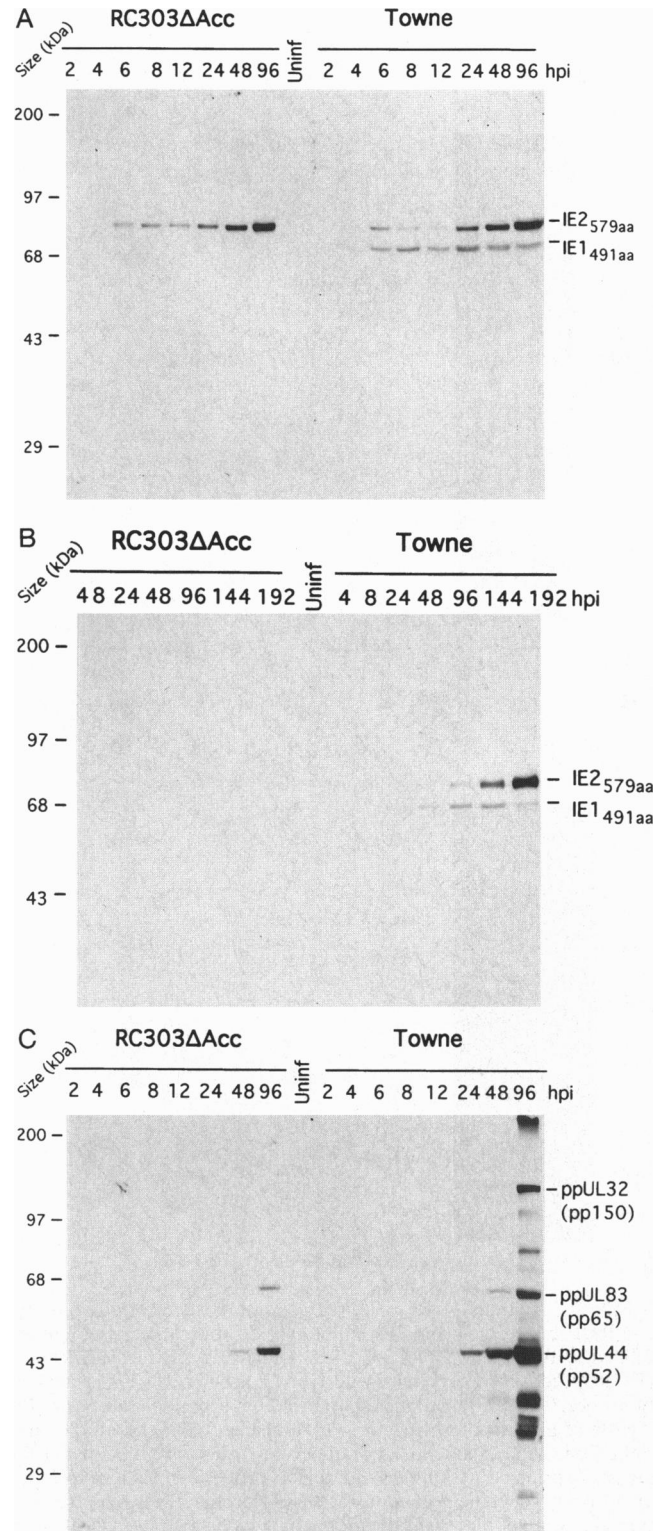 A
RC303ΔAcc Towne
Size (kDa) 2 4 6 8 12 24 48 96 Uninf 2 4 6 8 12 24 48 96 hpi
200 –
97 –
–IE2579aa
–IE1491aa
68 –
43 –
29 –
B
RC303ΔAcc Towne
Size (kDa) 4 8 24 48 96 144 192 Uninf 4 8 24 48 96 144 192 hpi
200 –
97 –
– IE2579aa
68 –
– IE1491aa
43 –
C
RC303ΔAcc Towne
Size (kDa) 2 4 6 8 12 24 48 96 Uninf 2 4 6 8 12 24 48 96 hpi
200 –
–ppUL32
(pp150)
97 –
68 –
–ppUL83
(pp65)
43 –
–ppUL44
(pp52)
29 –